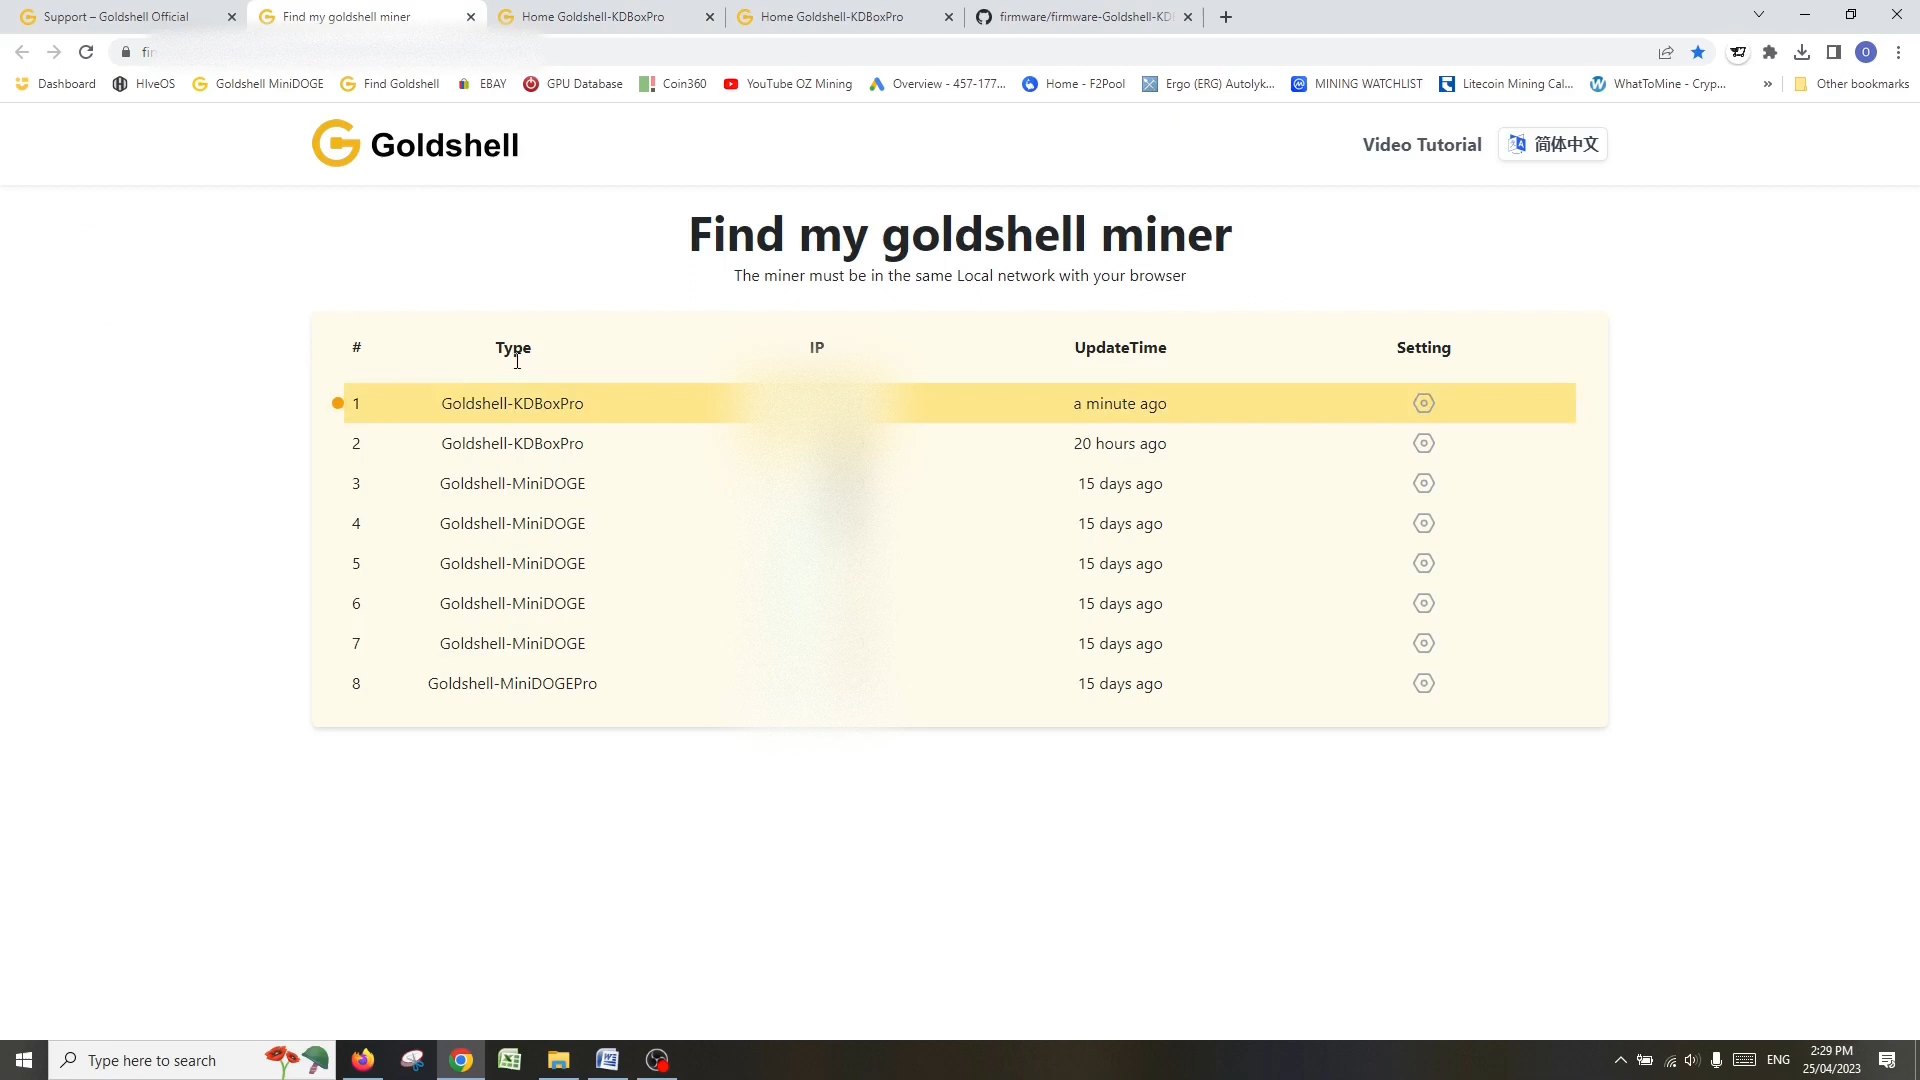 Support – Goldshell Official
Find my goldshell miner
Home Goldshell-KDBoxPro
Home Goldshell-KDBoxPro
firmware/firmware-Goldshell-KD
Dashboard
HIveOS
Goldshell MiniDOGE
Find Goldshell
EBAY
GPU Database
Coin360
YouTube OZ Mining
Overview - 457-177...
Home - F2Pool
Ergo (ERG) Autolyk...
MINING WATCHLIST
Litecoin Mining Cal...
WhatToMine - Cryp...
»
Other bookmarks
Goldshell
Video Tutorial
简体中文
Find my goldshell miner
The miner must be in the same Local network with your browser
# Type IP UpdateTime Setting
1 Goldshell-KDBoxPro a minute ago
2 Goldshell-KDBoxPro 20 hours ago
3 Goldshell-MiniDOGE 15 days ago
4 Goldshell-MiniDOGE 15 days ago
5 Goldshell-MiniDOGE 15 days ago
6 Goldshell-MiniDOGE 15 days ago
7 Goldshell-MiniDOGE 15 days ago
8 Goldshell-MiniDOGEPro 15 days ago
Type here to search
ENG
2:29 PM
25/04/2023